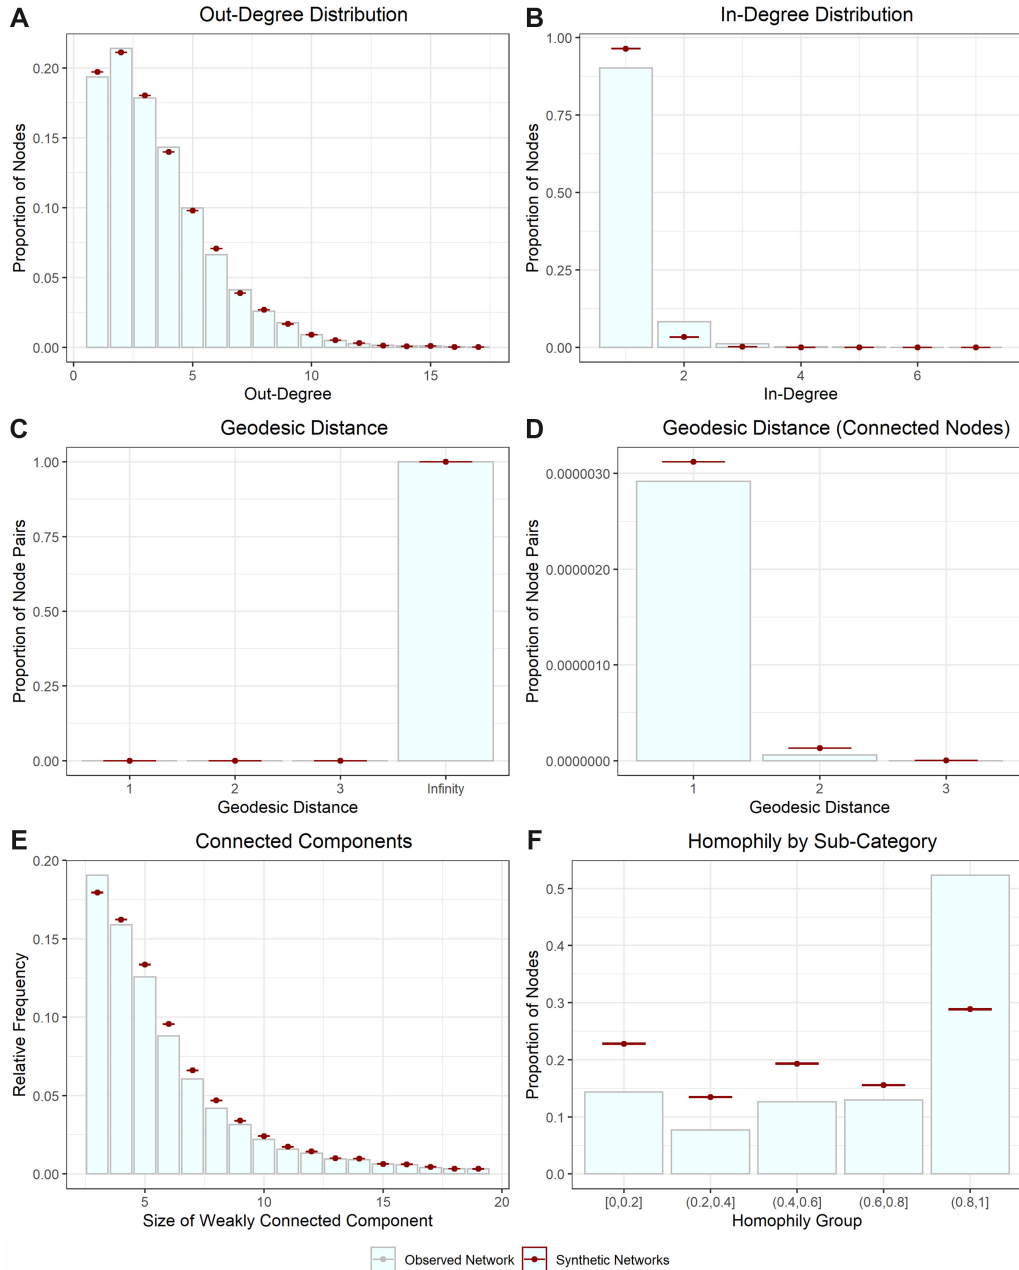 A
Out-Degree Distribution
Proportion of Nodes
0.20
0.15
0.10
0.05
0.00
0
5
10
15
Out-Degree
B
In-Degree Distribution
Proportion of Nodes
1.00
0.75
0.50
0.25
0.00
2
4
6
In-Degree
C
Geodesic Distance
Proportion of Node Pairs
1.00
0.75
0.50
0.25
0.00
1
2
3
Infinity
Geodesic Distance
D
Geodesic Distance (Connected Nodes)
Proportion of Node Pairs
0.0000030
0.0000020
0.0000010
0.0000000
1
2
3
Geodesic Distance
E
Connected Components
Relative Frequency
0.20
0.15
0.10
0.05
0.00
5
10
15
20
Size of Weakly Connected Component
F
Homophily by Sub-Category
Proportion of Nodes
0.5
0.4
0.3
0.2
0.1
0.0
[0,0.2]
(0.2,0.4]
(0.4,0.6]
(0.6,0.8]
(0.8,1]
Homophily Group
Observed Network
Synthetic Networks